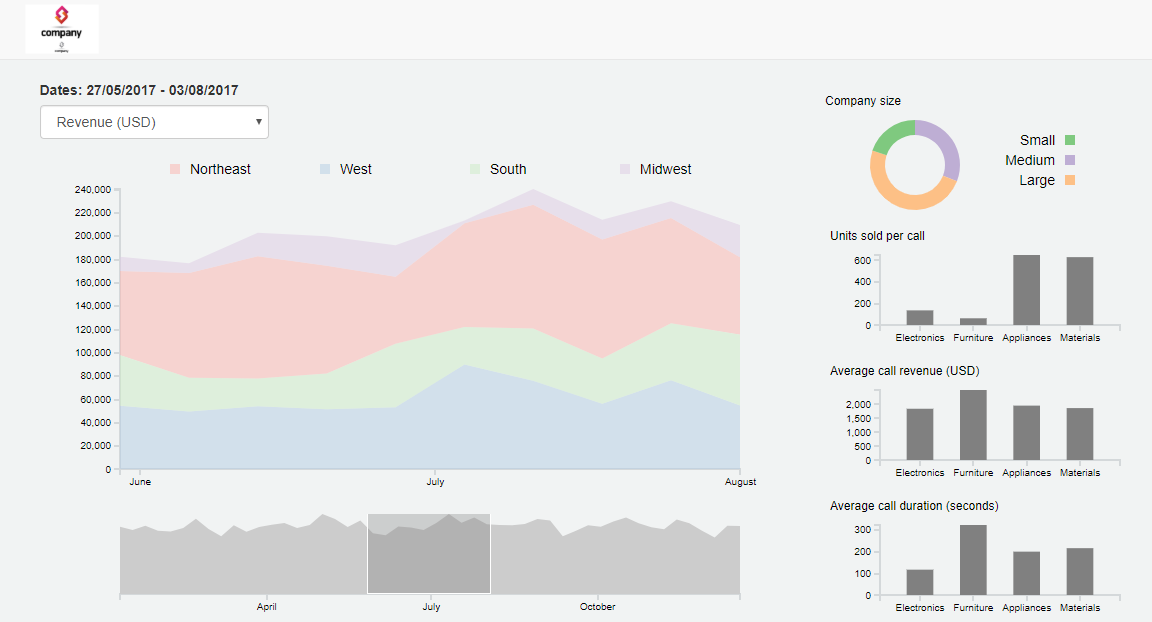 company
company
Dates: 27/05/2017 - 03/08/2017
Revenue (USD)
Northeast West South Midwest
240,000
220,000
200,000
180,000
160,000
140,000
120,000
100,000
80,000
60,000
40,000
20,000
0
June July August
April July October
Company size
Small
Medium
Large
Units sold per call
600
400
200
0
Electronics Furniture Appliances Materials
Average call revenue (USD)
2,000
1,500
1,000
500
0
Electronics Furniture Appliances Materials
Average call duration (seconds)
300
200
100
0
Electronics Furniture Appliances Materials